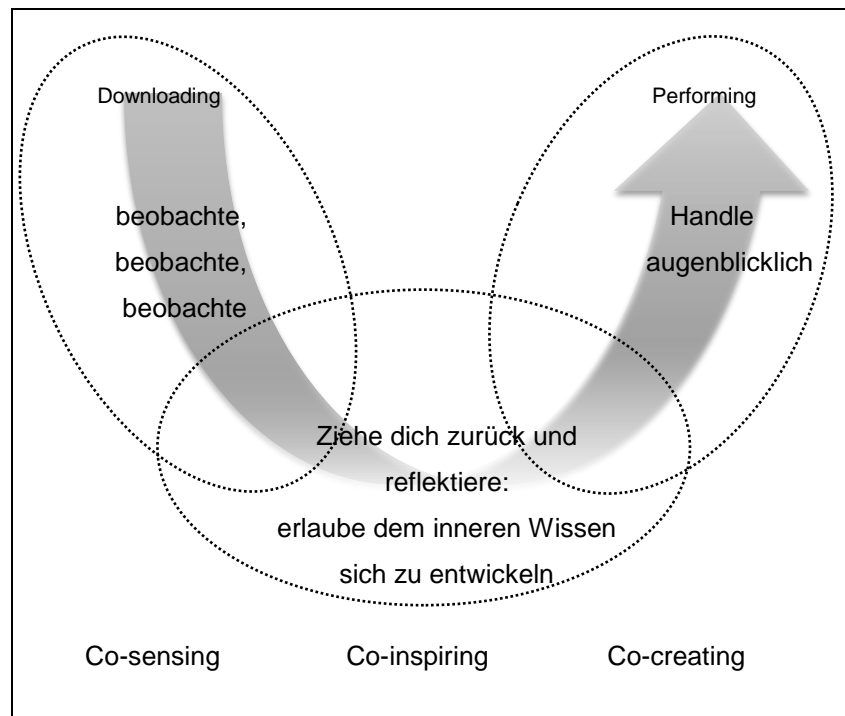 Downloading
Performing
beobachte,
beobachte,
beobachte
Handle
augenblicklich
Ziehe dich zurück und
reflektiere:
erlaube dem inneren Wissen
sich zu entwickeln
Co-sensing
Co-inspiring
Co-creating